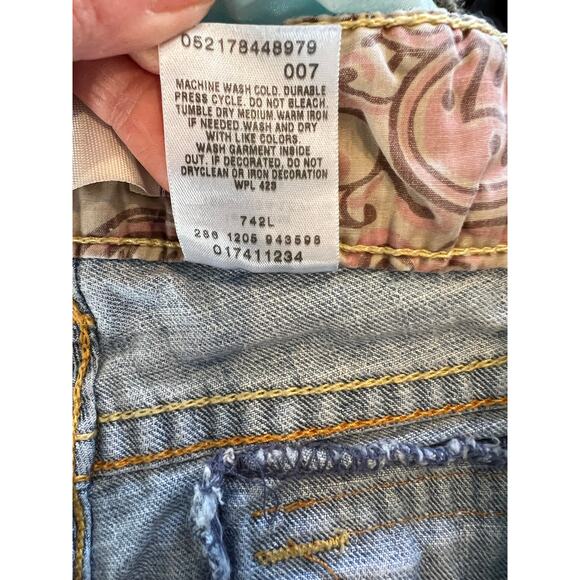 052178448979
007
MACHINE WASH COLD. DURABLE
PRESS CYCLE. DO NOT BLEACH.
TUMBLE DRY MEDIUM. WARM IRON
IF NEEDED. WASH AND DRY
WITH LIKE COLORS.
WASH GARMENT INSIDE
OUT. IF DECORATED, DO NOT
DRYCLEAN OR IRON DECORATION
WPL 423
742L
286 1205 943598
017411234